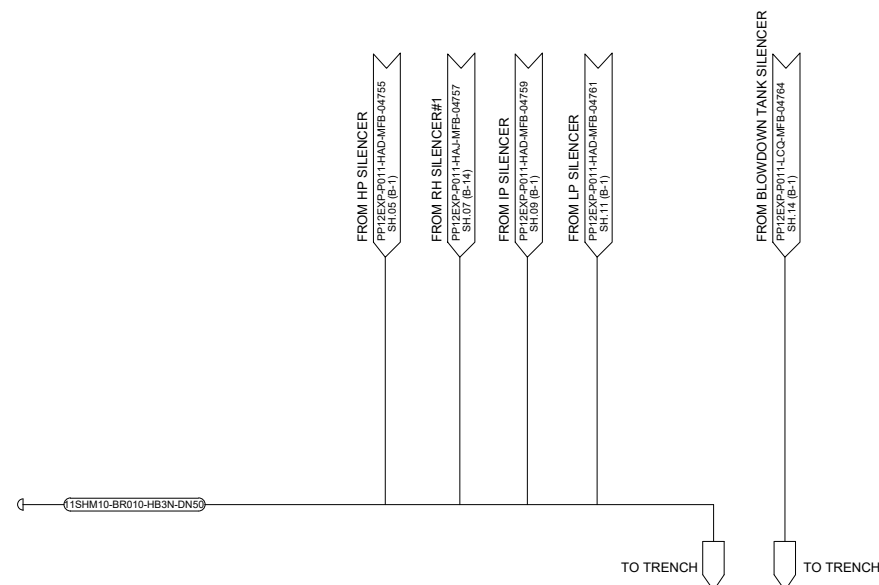 FROM HP SILENCER
PP12EXP-P011-HAD-MFB-04755
SH.05 (B-1)
FROM RH SILENCER#1
PP12EXP-P011-HAJ-MFB-04757
SH.07 (B-14)
FROM IP SILENCER
PP12EXP-P011-HAD-MFB-04759
SH.09 (B-1)
FROM LP SILENCER
PP12EXP-P011-HAD-MFB-04761
SH.11 (B-1)
FROM BLOWDOWN TANK SILENCER
PP12EXP-P011-LCQ-MFB-04764
SH.14 (B-1)
11SHM10-BR010-HB3N-DN50
TO TRENCH
TO TRENCH